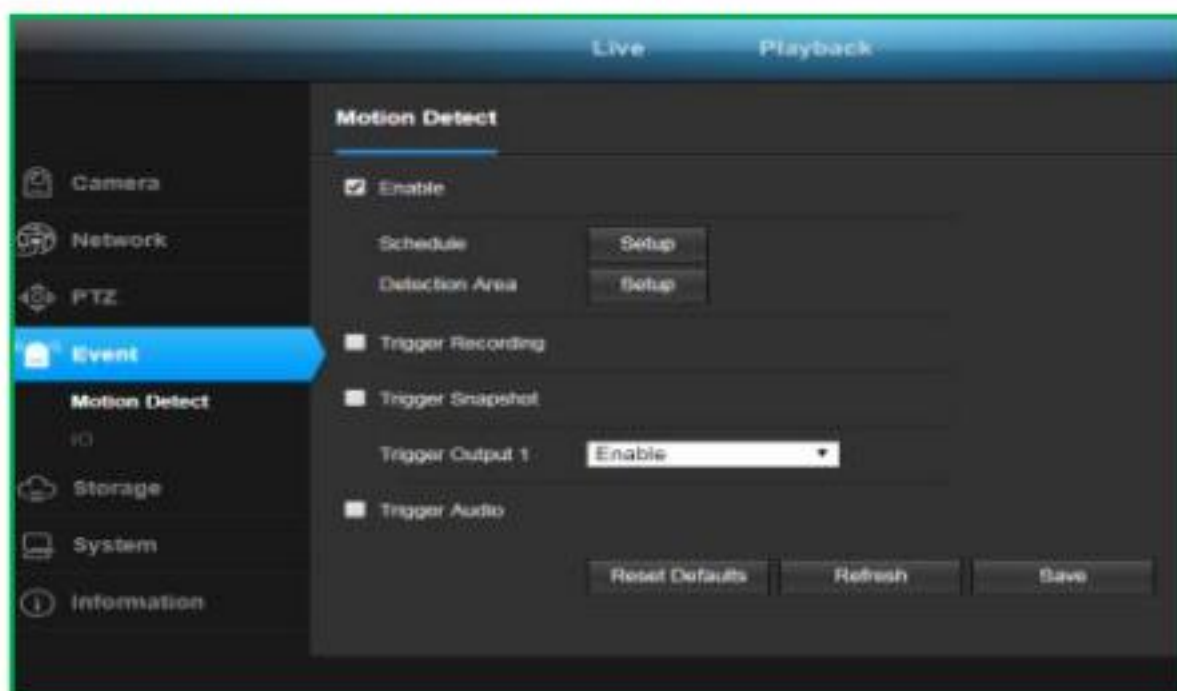 Live Playback
Motion Detect
Camera
Enable
Network
Schedule Setup
Detection Area Setup
PTZ
Event
Trigger Recording
Motion Detect
Trigger Snapshot
IO
Trigger Output 1 Enable
Storage
Trigger Audio
System
Reset Defaults Refresh Save
Information